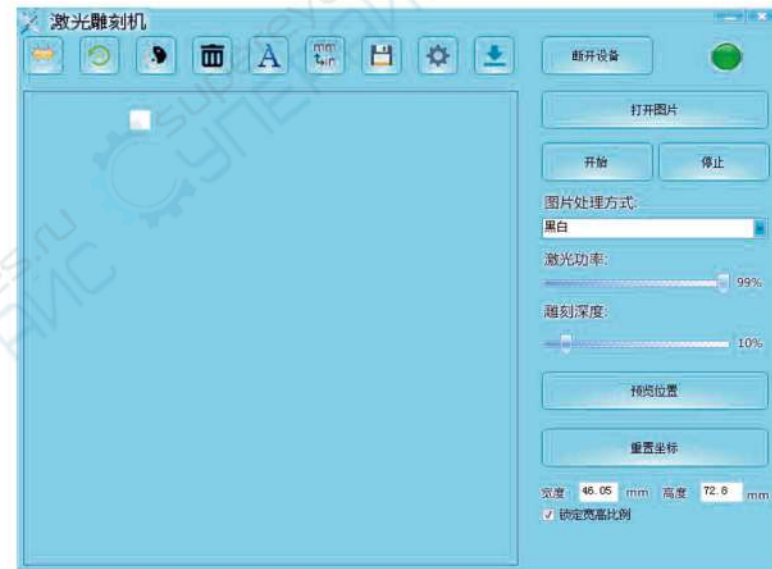 激光雕刻机
A
mm
in
断开设备
打开图片
开始
停止
图片处理方式:
黑白
激光功率:
99%
雕刻深度:
10%
预览位置
重置坐标
宽度 46.05 mm 高度 72.8 mm
锁定宽高比例